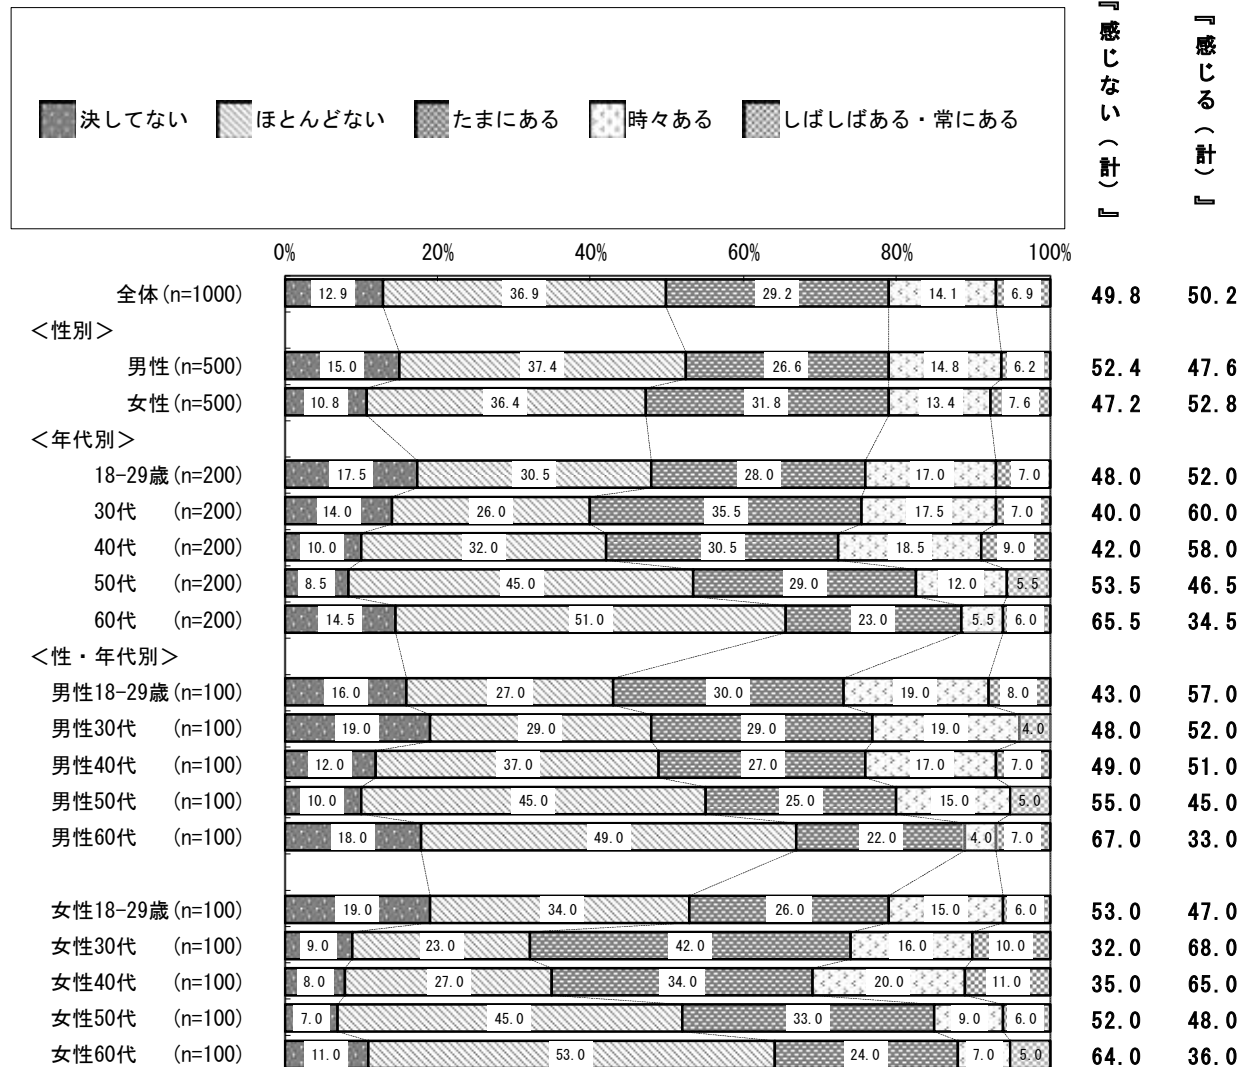 『感じない(計)』
『感じる(計)』
決してない ほとんどない たまにある 時々ある しばしばある・常にある
0% 20% 40% 60% 80% 100%
全体(n=1000) 12.9 36.9 29.2 14.1 6.9 49.8 50.2
＜性別＞
男性(n=500) 15.0 37.4 26.6 14.8 6.2 52.4 47.6
女性(n=500) 10.8 36.4 31.8 13.4 7.6 47.2 52.8
＜年代別＞
18-29歳(n=200) 17.5 30.5 28.0 17.0 7.0 48.0 52.0
30代 (n=200) 14.0 26.0 35.5 17.5 7.0 40.0 60.0
40代 (n=200) 10.0 32.0 30.5 18.5 9.0 42.0 58.0
50代 (n=200) 8.5 45.0 29.0 12.0 5.5 53.5 46.5
60代 (n=200) 14.5 51.0 23.0 5.5 6.0 65.5 34.5
＜性・年代別＞
男性18-29歳(n=100) 16.0 27.0 30.0 19.0 8.0 43.0 57.0
男性30代 (n=100) 19.0 29.0 29.0 19.0 4.0 48.0 52.0
男性40代 (n=100) 12.0 37.0 27.0 17.0 7.0 49.0 51.0
男性50代 (n=100) 10.0 45.0 25.0 15.0 5.0 55.0 45.0
男性60代 (n=100) 18.0 49.0 22.0 4.0 7.0 67.0 33.0
女性18-29歳(n=100) 19.0 34.0 26.0 15.0 6.0 53.0 47.0
女性30代 (n=100) 9.0 23.0 42.0 16.0 10.0 32.0 68.0
女性40代 (n=100) 8.0 27.0 34.0 20.0 11.0 35.0 65.0
女性50代 (n=100) 7.0 45.0 33.0 9.0 6.0 52.0 48.0
女性60代 (n=100) 11.0 53.0 24.0 7.0 5.0 64.0 36.0